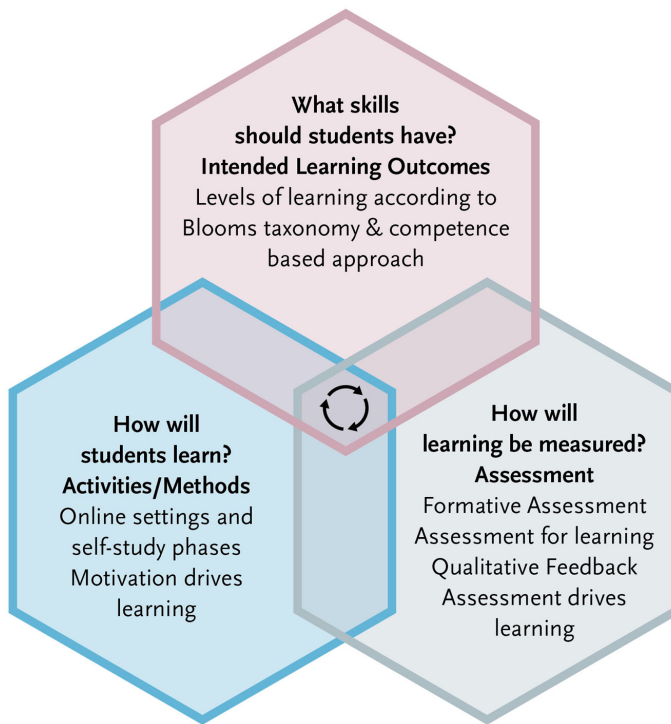 What skills
should students have?
Intended Learning Outcomes
Levels of learning according to
Blooms taxonomy & competence
based approach
How will
students learn?
Activities/Methods
Online settings and
self-study phases
Motivation drives
learning
How will
learning be measured?
Assessment
Formative Assessment
Assessment for learning
Qualitative Feedback
Assessment drives
learning